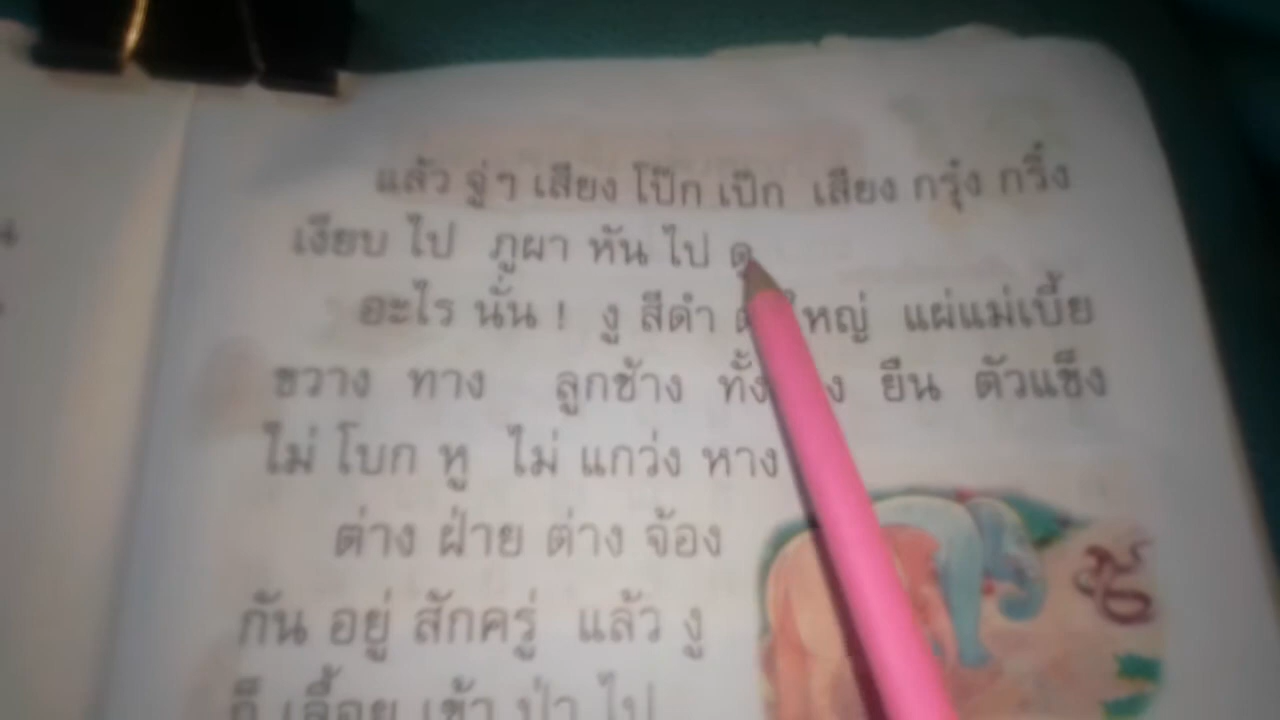 แล้ว จู่ๆ เสียง โป๊ก เป๊ก เสียง กรุ๋ง กริ๋ง
เงียบ ไป ภูผา หัน ไป ดู
อะไร นั่น ! งู สีดำ ใหญ่ แผ่แม่เบี้ย
ขวาง ทาง ลูกช้าง ยืน ตัวแข็ง
ไม่ โบก หู ไม่ แกว่ง หาง
ต่าง ฝ่าย ต่าง จ้อง
กัน อยู่ สักครู่ แล้ว งู
ก็ เลื้อย เข้า ป่า ไป